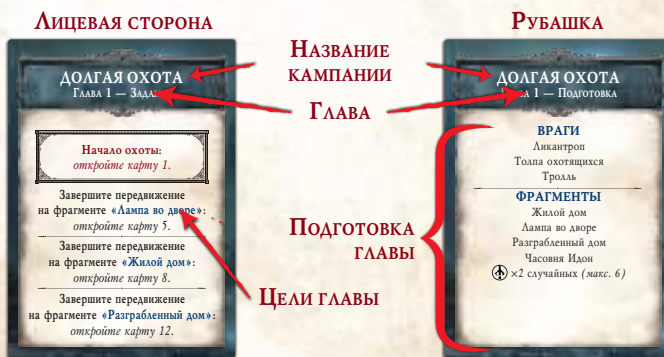 Лицевая сторона
Рубашка
Название
кампании
Глава
Подготовка
главы
Цели главы
ДОЛГАЯ ОХОТА
Глава 1 — Задания
Начало охоты:
откройте карту 1.
Завершите передвижение
на фрагменте «Лампа во дворе»:
откройте карту 5.
Завершите передвижение
на фрагменте «Жилой дом»:
откройте карту 8.
Завершите передвижение
на фрагменте «Разграбленный дом»:
откройте карту 12.
ДОЛГАЯ ОХОТА
Глава 1 — Подготовка
ВРАГИ
Ликантроп
Толпа охотящихся
Тролль
ФРАГМЕНТЫ
Жилой дом
Лампа во дворе
Разграбленный дом
Часовня Идон
×2 случайных (макс. 6)